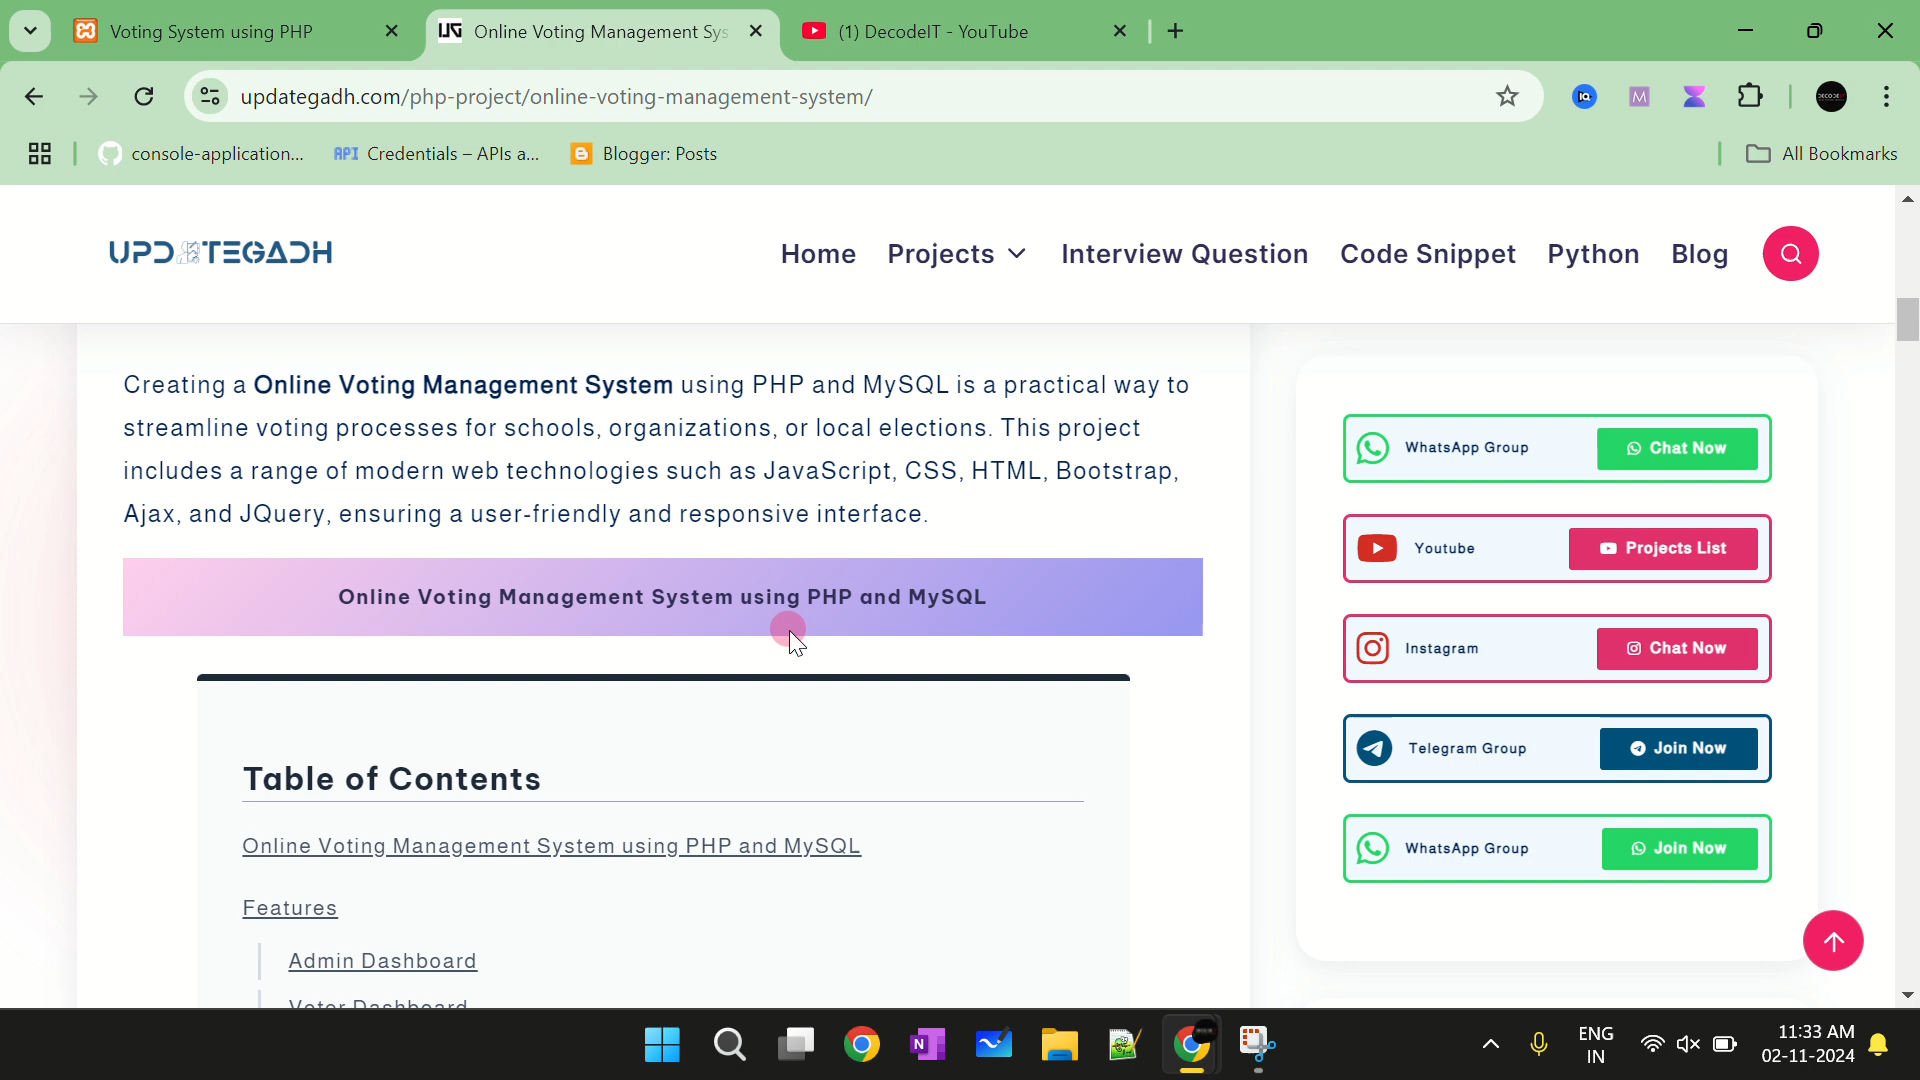 Voting System using PHP
Online Voting Management Sys
(1) DecodeIT - YouTube
updategadh.com/php-project/online-voting-management-system/
IQ
M
console-application...
API Credentials – APIs a...
Blogger: Posts
All Bookmarks
UPDATEGADH
Home
Projects
Interview Question
Code Snippet
Python
Blog
Creating a Online Voting Management System using PHP and MySQL is a practical way to
streamline voting processes for schools, organizations, or local elections. This project
includes a range of modern web technologies such as JavaScript, CSS, HTML, Bootstrap,
Ajax, and JQuery, ensuring a user-friendly and responsive interface.
Online Voting Management System using PHP and MySQL
Table of Contents
Online Voting Management System using PHP and MySQL
Features
Admin Dashboard
Voter Dashboard
WhatsApp Group
Chat Now
Youtube
Projects List
Instagram
Chat Now
Telegram Group
Join Now
WhatsApp Group
Join Now
N
ENG
IN
11:33 AM
02-11-2024